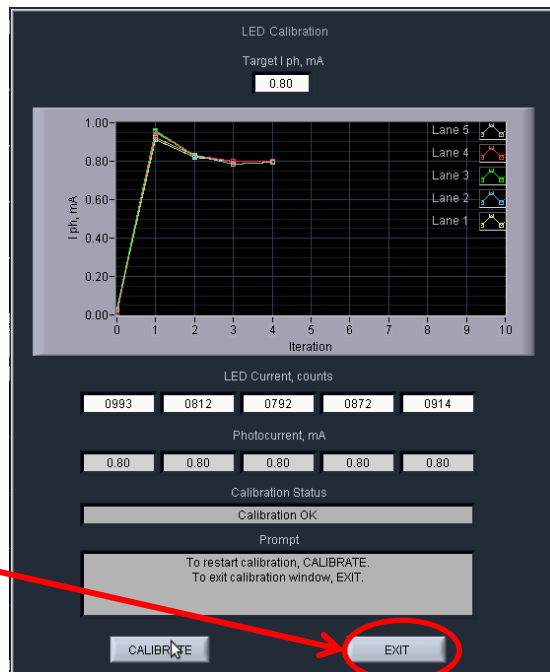 LED Calibration
Target I ph, mA
0.80
1.00
0.80
0.60
0.40
0.20
0.00
I ph, mA
0 1 2 3 4 5 6 7 8 9 10
Iteration
Lane 5
Lane 4
Lane 3
Lane 2
Lane 1
LED Current, counts
0993 0812 0792 0872 0914
Photocurrent, mA
0.80 0.80 0.80 0.80 0.80
Calibration Status
Calibration OK
Prompt
To restart calibration, CALIBRATE.
To exit calibration window, EXIT.
CALIBRATE EXIT